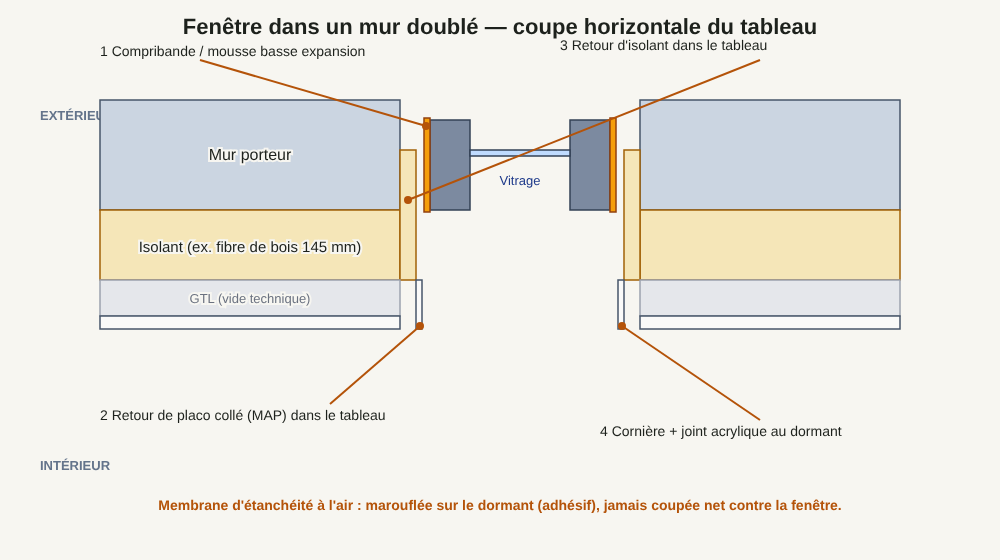 Fenêtre dans un mur doublé — coupe horizontale du tableau
1 Compribande / mousse basse expansion
3 Retour d'isolant dans le tableau
Mur porteur
Vitrage
Isolant (ex. fibre de bois 145 mm)
GTL (vide technique)
2 Retour de placo collé (MAP) dans le tableau
4 Cornière + joint acrylique au dormant
INTÉRIEUR
Membrane d'étanchéité à l'air : marouflée sur le dormant (adhésif), jamais coupée net contre la fenêtre.